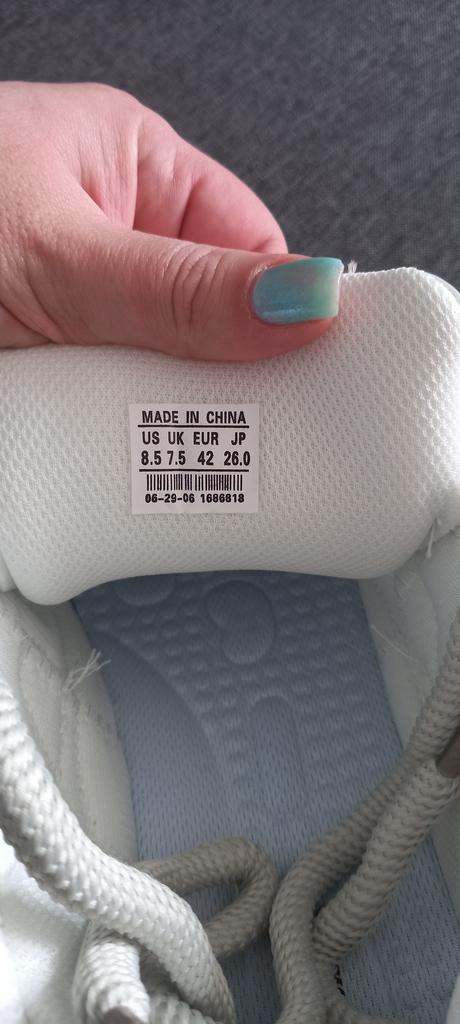 MADE IN CHINA
US UK EUR JP
8.5 7.5 42 26.0
06-29-06 1686818